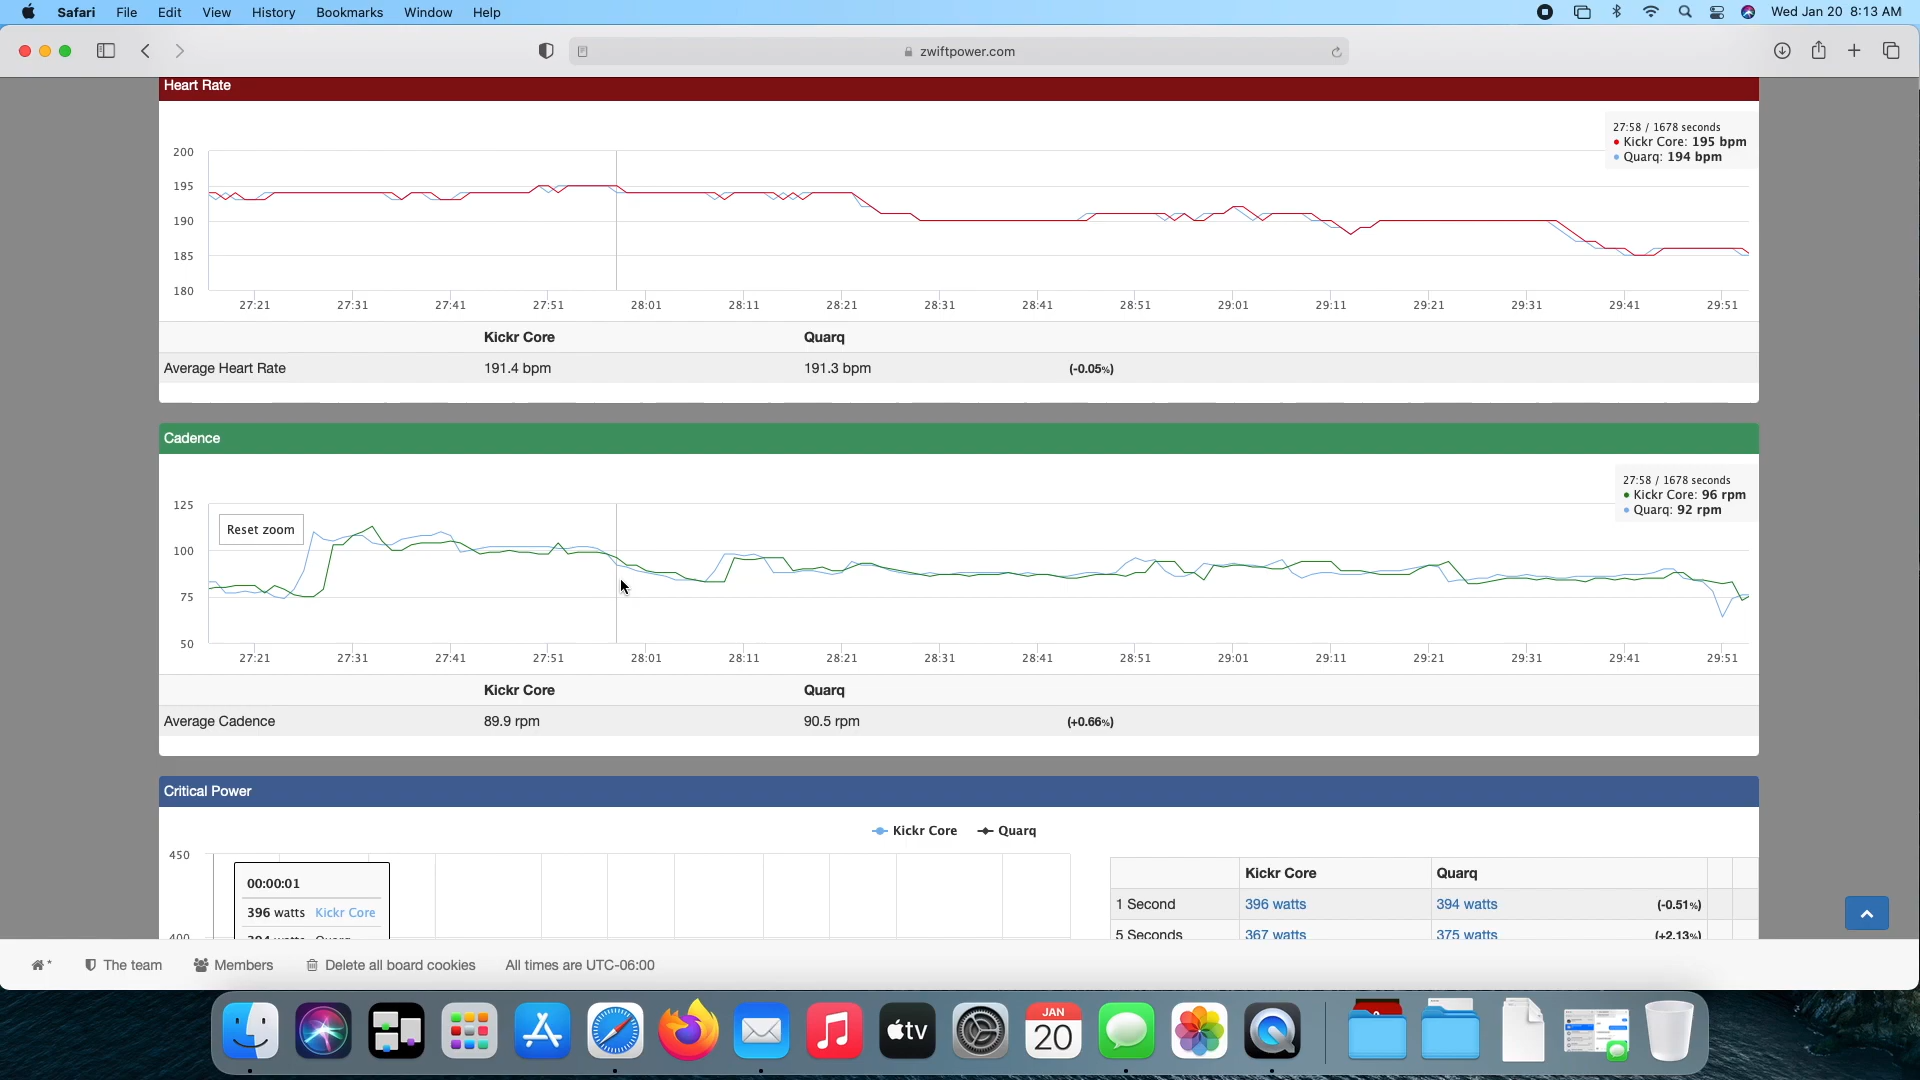 Safari File Edit View History Bookmarks Window Help Wed Jan 20 8:13 AM
zwiftpower.com
Heart Rate
27:58 / 1678 seconds
Kickr Core: 195 bpm
Quarq: 194 bpm
200
195
190
185
180
27:21 27:31 27:41 27:51 28:01 28:11 28:21 28:31 28:41 28:51 29:01 29:11 29:21 29:31 29:41 29:51
Kickr Core Quarq
Average Heart Rate 191.4 bpm 191.3 bpm (-0.05%)
Cadence
27:58 / 1678 seconds
Kickr Core: 96 rpm
Quarq: 92 rpm
125
Reset zoom
100
75
50
27:21 27:31 27:41 27:51 28:01 28:11 28:21 28:31 28:41 28:51 29:01 29:11 29:21 29:31 29:41 29:51
Kickr Core Quarq
Average Cadence 89.9 rpm 90.5 rpm (+0.66%)
Critical Power
Kickr Core Quarq
450
400
00:00:01
396 watts Kickr Core
394 watts Quarq
Kickr Core Quarq
1 Second 396 watts 394 watts (-0.51%)
5 Seconds 367 watts 375 watts (+2.13%)
* The team Members Delete all board cookies All times are UTC-06:00
tv
JAN
20